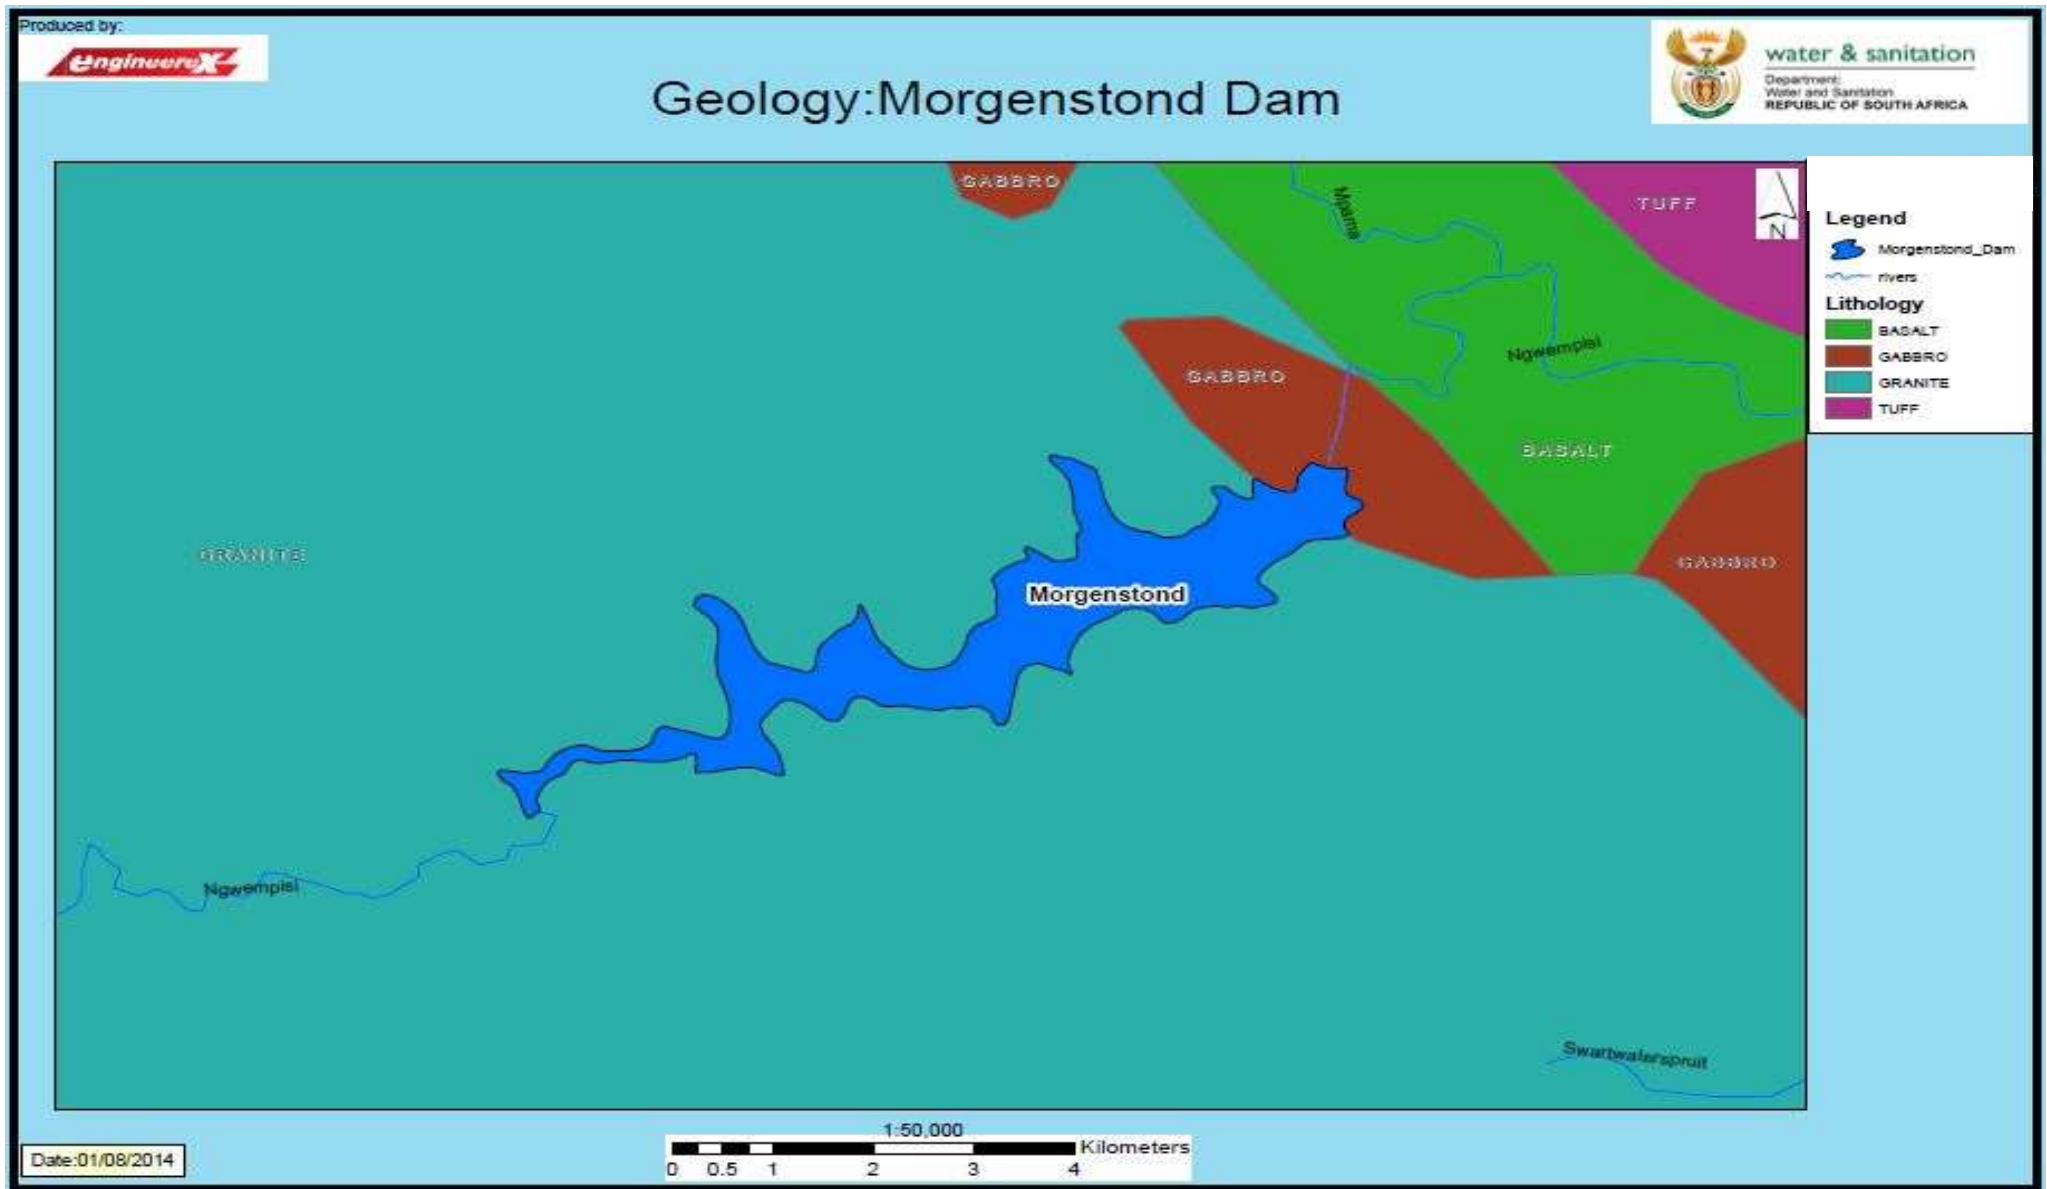 Produced by:
engineereX
water & sanitation
Department:
Water and Sanitation
REPUBLIC OF SOUTH AFRICA
Geology:Morgenstond Dam
GABBRO
Mpama
TUFF
N
Legend
Morgenstond_Dam
rivers
Lithology
BASALT
GABBRO
GRANITE
TUFF
Ngwempisi
GABBRO
BASALT
GRANITE
GABBRO
Morgenstond
Ngwempisi
Swartwaterspruit
1:50,000
Kilometers
0 0.5 1 2 3 4
Date:01/08/2014